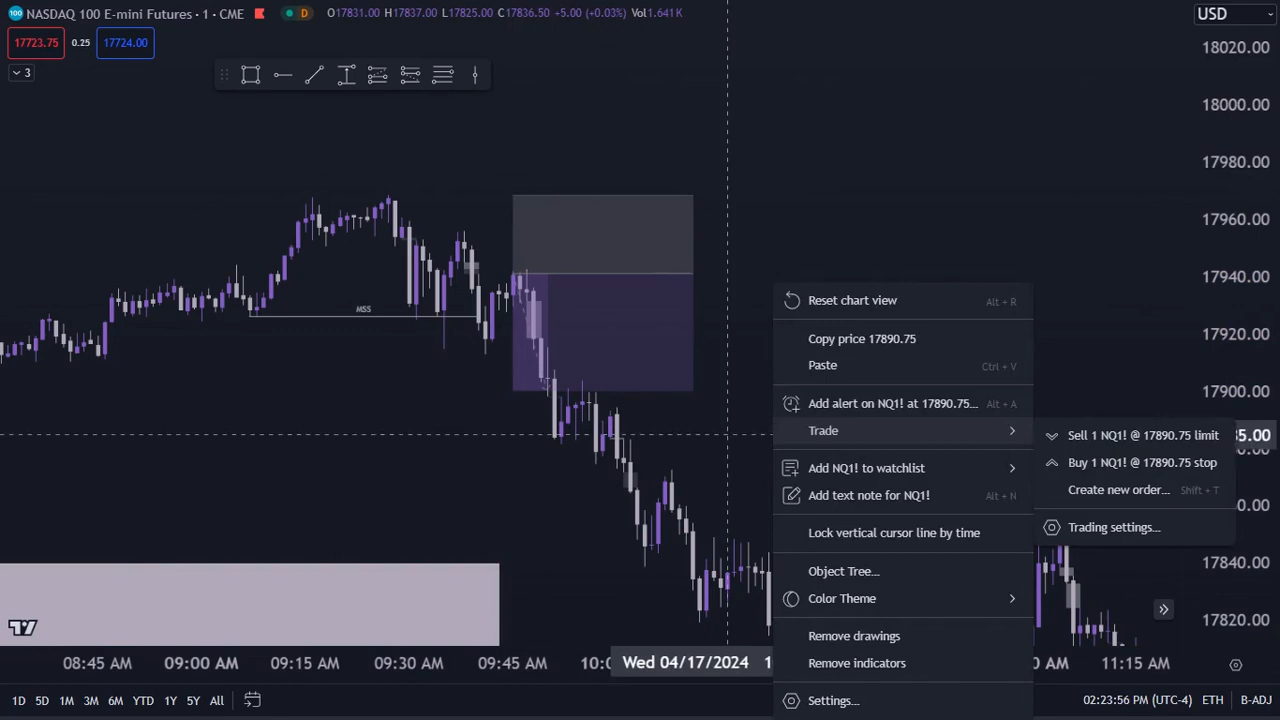 100 NASDAQ 100 E-mini Futures · 1 · CME D O17831.00 H17837.00 L17825.00 C17836.50 +5.00 (+0.03%) Vol1.641K USD
17723.75 0.25 17724.00
3
18020.00
18000.00
17980.00
17960.00
17940.00
17920.00
17900.00
MSS
Reset chart view Alt + R
Copy price 17890.75
Paste Ctrl + V
Add alert on NQ1! at 17890.75... Alt + A
Trade
Sell 1 NQ1! @ 17890.75 limit
Buy 1 NQ1! @ 17890.75 stop
Create new order... Shift + T
Trading settings...
Add NQ1! to watchlist
Add text note for NQ1! Alt + N
Lock vertical cursor line by time
Object Tree...
Color Theme
Remove drawings
Remove indicators
Settings...
17840.00
17820.00
08:45 AM 09:00 AM 09:15 AM 09:30 AM 09:45 AM Wed 04/17/2024 11:15 AM
1D 5D 1M 3M 6M YTD 1Y 5Y All 02:23:56 PM (UTC-4) ETH B-ADJ